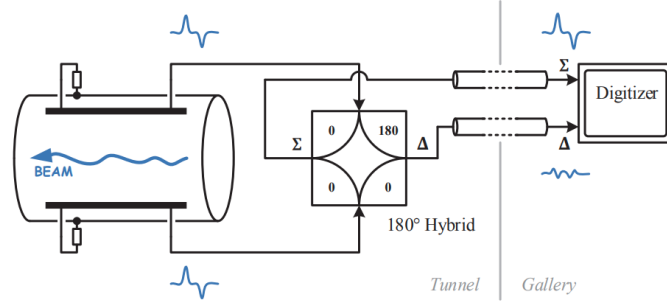 Σ
Digitizer
0
180
Σ
Δ
Δ
BEAM
0
0
180° Hybrid
Tunnel
Gallery